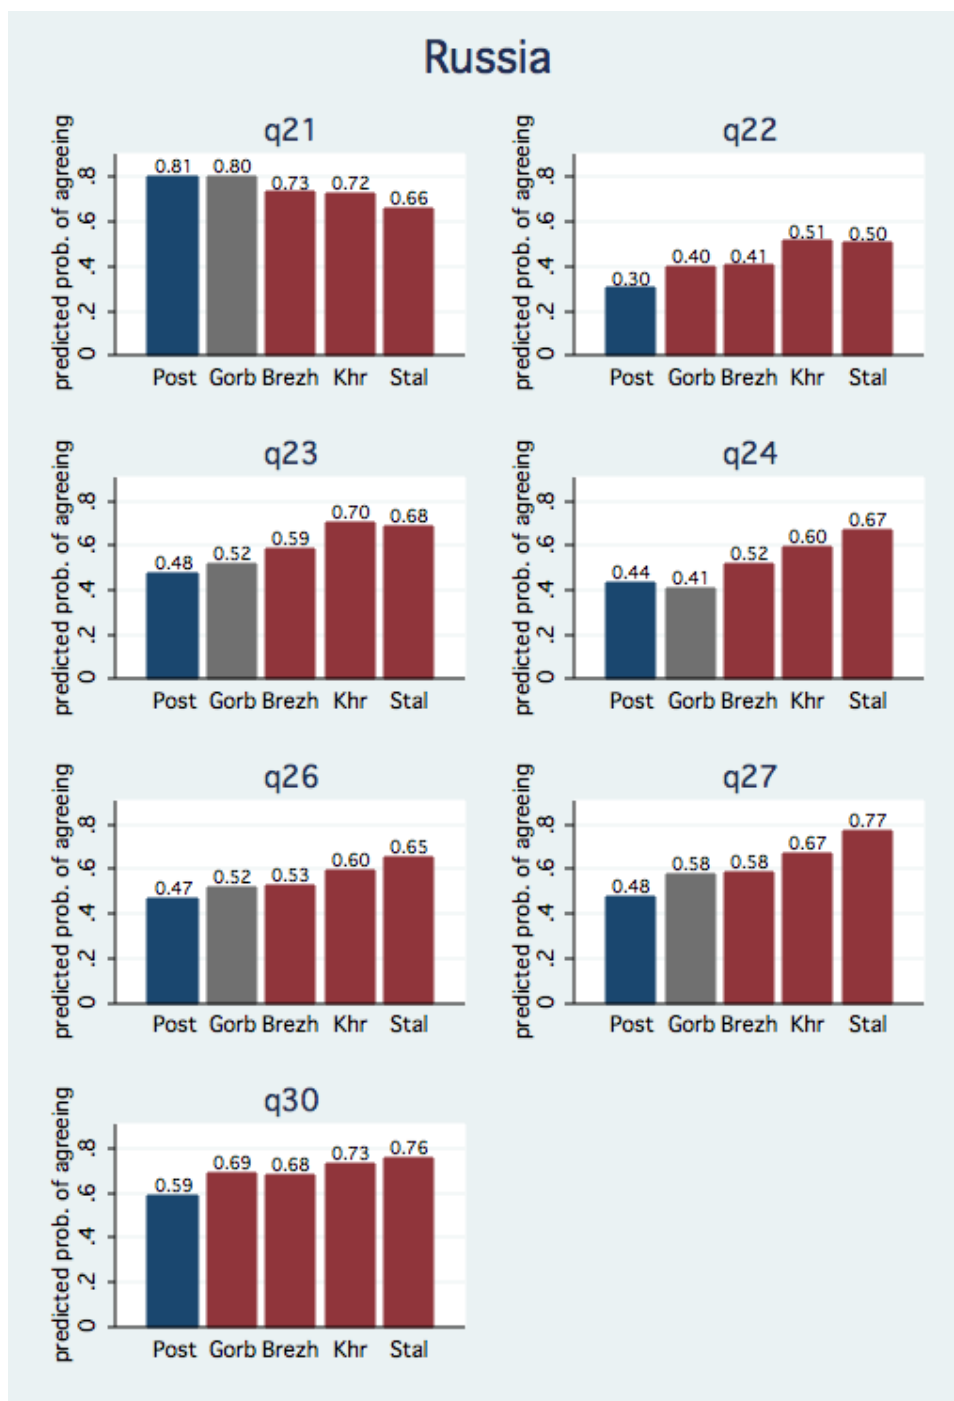 Russia
q21
predicted prob. of agreeing
0 .2 .4 .6 .8
0.81 0.80 0.73 0.72 0.66
Post Gorb Brezh Khr Stal
q22
predicted prob. of agreeing
0 .2 .4 .6 .8
0.30 0.40 0.41 0.51 0.50
Post Gorb Brezh Khr Stal
q23
predicted prob. of agreeing
0 .2 .4 .6 .8
0.48 0.52 0.59 0.70 0.68
Post Gorb Brezh Khr Stal
q24
predicted prob. of agreeing
0 .2 .4 .6 .8
0.44 0.41 0.52 0.60 0.67
Post Gorb Brezh Khr Stal
q26
predicted prob. of agreeing
0 .2 .4 .6 .8
0.47 0.52 0.53 0.60 0.65
Post Gorb Brezh Khr Stal
q27
predicted prob. of agreeing
0 .2 .4 .6 .8
0.48 0.58 0.58 0.67 0.77
Post Gorb Brezh Khr Stal
q30
predicted prob. of agreeing
0 .2 .4 .6 .8
0.59 0.69 0.68 0.73 0.76
Post Gorb Brezh Khr Stal